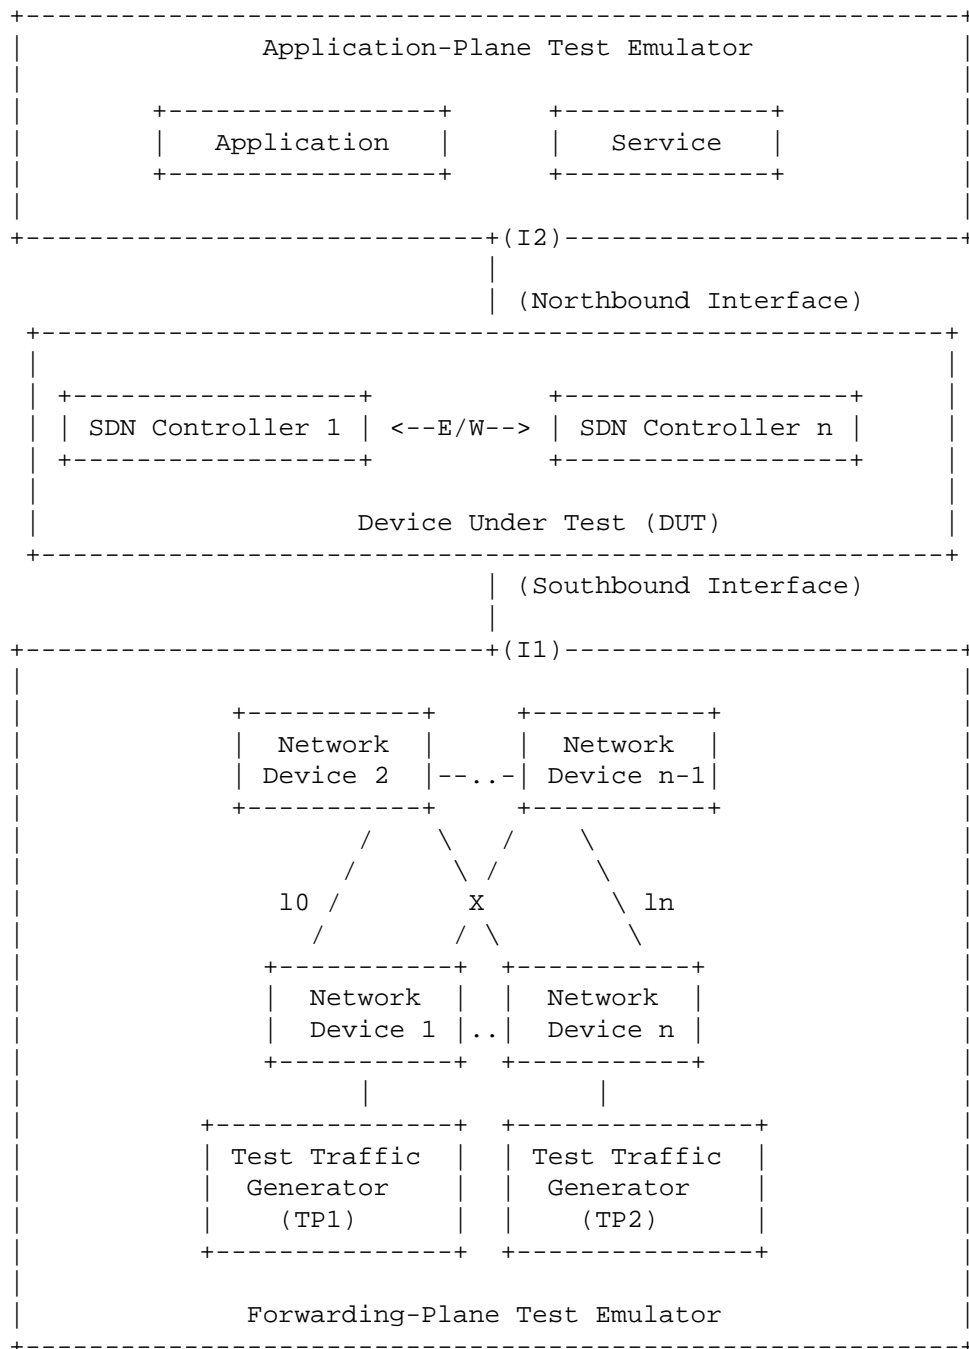 Application-Plane Test Emulator
Application Service
(I2)
(Northbound Interface)
SDN Controller 1 <--E/W--> SDN Controller n
Device Under Test (DUT)
(Southbound Interface)
(I1)
Network Network
Device 2 --..- Device n-1
l0 X ln
Network Network
Device 1 .. Device n
Test Traffic Test Traffic
Generator Generator
(TP1) (TP2)
Forwarding-Plane Test Emulator